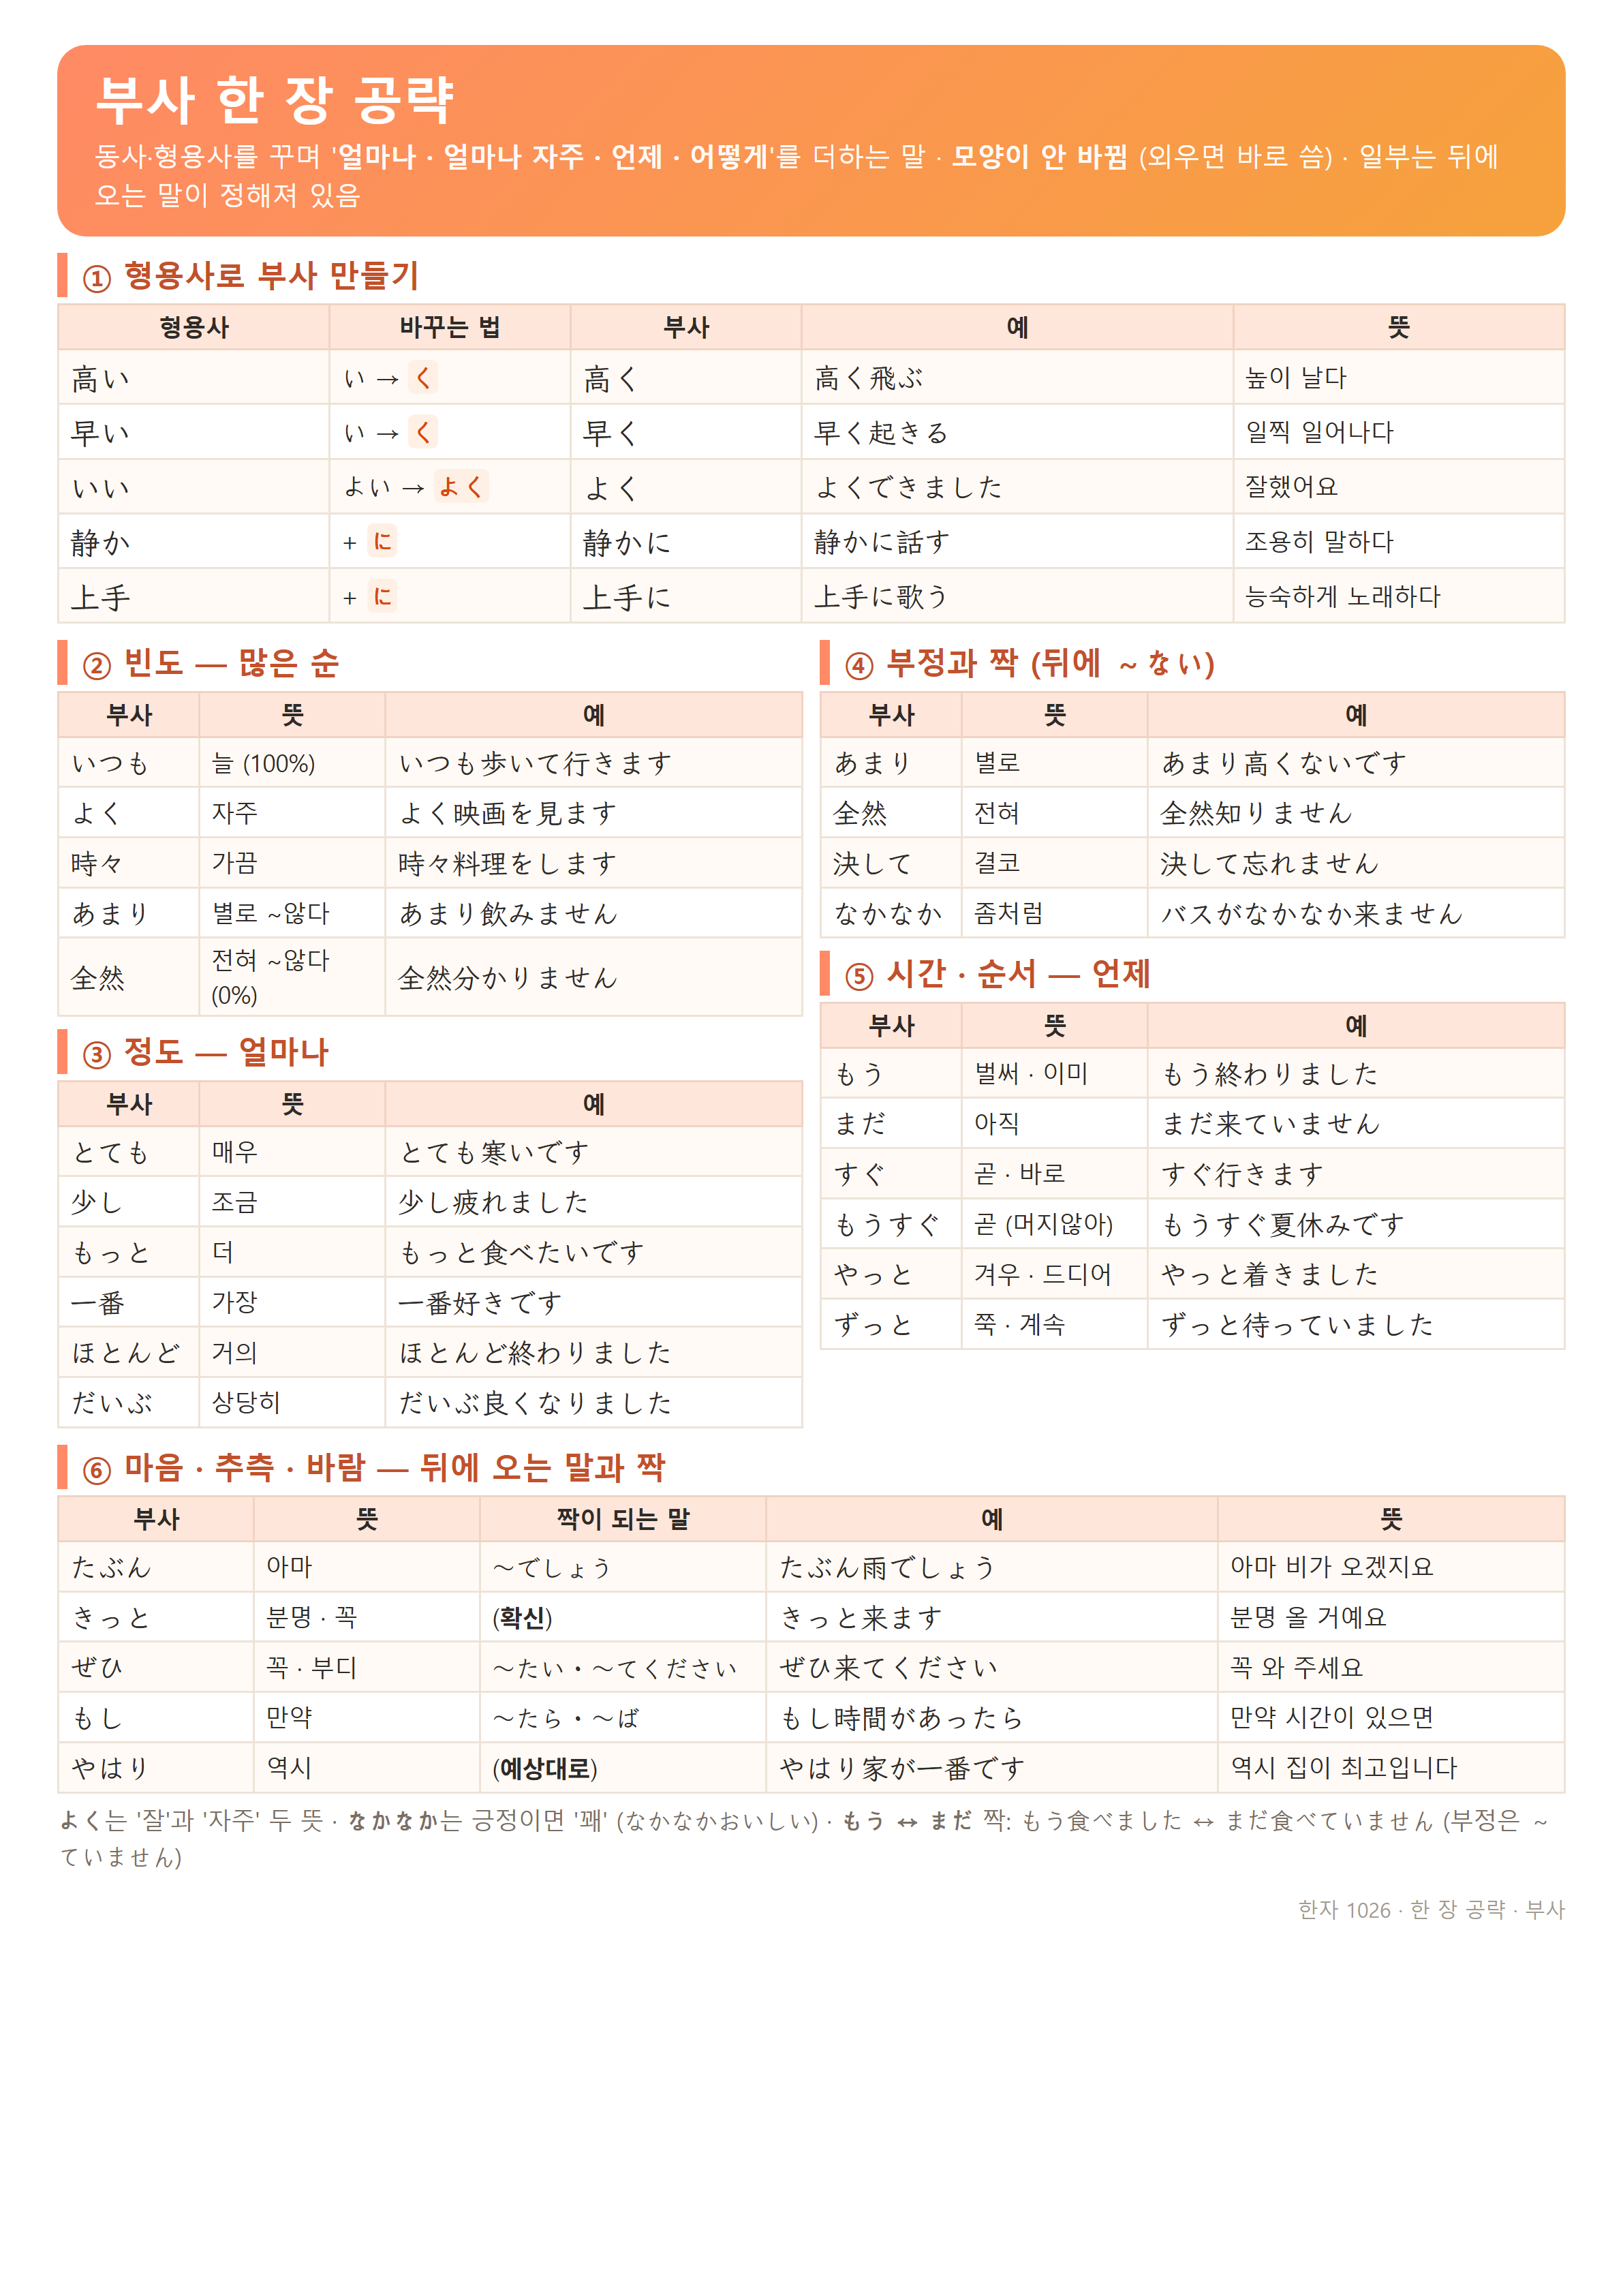 부사 한 장 공략
동사·형용사를 꾸며 '얼마나 · 얼마나 자주 · 언제 · 어떻게'를 더하는 말 · 모양이 안 바뀜 (외우면 바로 씀) · 일부는 뒤에
오는 말이 정해져 있음
① 형용사로 부사 만들기
형용사 바꾸는 법 부사 예 뜻
高い い → く 高く 高く飛ぶ 높이 날다
早い い → く 早く 早く起きる 일찍 일어나다
いい よい → よく よく よくできました 잘했어요
静か + に 静かに 静かに話す 조용히 말하다
上手 + に 上手に 上手に歌う 능숙하게 노래하다
② 빈도 — 많은 순
부사 뜻 예
いつも 늘 (100%) いつも歩いて行きます
よく 자주 よく映画を見ます
時々 가끔 時々料理をします
あまり 별로 ~않다 あまり飲みません
全然 전혀 ~않다 (0%) 全然分かりません
③ 정도 — 얼마나
부사 뜻 예
とても 매우 とても寒いです
少し 조금 少し疲れました
もっと 더 もっと食べたいです
一番 가장 一番好きです
ほとんど 거의 ほとんど終わりました
だいぶ 상당히 だいぶ良くなりました
④ 부정과 짝 (뒤에 ~ない)
부사 뜻 예
あまり 별로 あまり高くないです
全然 전혀 全然知りません
決して 결코 決して忘れません
なかなか 좀처럼 バスがなかなか来ません
⑤ 시간 · 순서 — 언제
부사 뜻 예
もう 벌써 · 이미 もう終わりました
まだ 아직 まだ来ていません
すぐ 곧 · 바로 すぐ行きます
もうすぐ 곧 (머지않아) もうすぐ夏休みです
やっと 겨우 · 드디어 やっと着きました
ずっと 쭉 · 계속 ずっと待っていました
⑥ 마음 · 추측 · 바람 — 뒤에 오는 말과 짝
부사 뜻 짝이 되는 말 예 뜻
たぶん 아마 〜でしょう たぶん雨でしょう 아마 비가 오겠지요
きっと 분명 · 꼭 (확신) きっと来ます 분명 올 거예요
ぜひ 꼭 · 부디 〜たい・〜てください ぜひ来てください 꼭 와 주세요
もし 만약 〜たら・〜ば もし時間があったら 만약 시간이 있으면
やはり 역시 (예상대로) やはり家が一番です 역시 집이 최고입니다
よく는 '잘'과 '자주' 두 뜻 · なかなか는 긍정이면 '꽤' (なかなかおいしい) · もう ↔ まだ 짝: もう食べました ↔ まだ食べていません (부정은 ~
ていません)
한자 1026 · 한 장 공략 · 부사